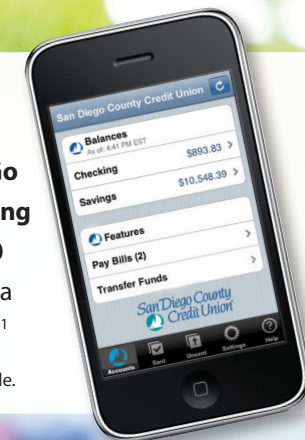 San Diego County Credit Union
Balances
As of: 4:41 PM EST
Checking $893.83
Savings $10,548.39
Features
Pay Bills (2)
Transfer Funds
San Diego County
Credit Union
Accounts Sent Unsent Settings Help
a
1